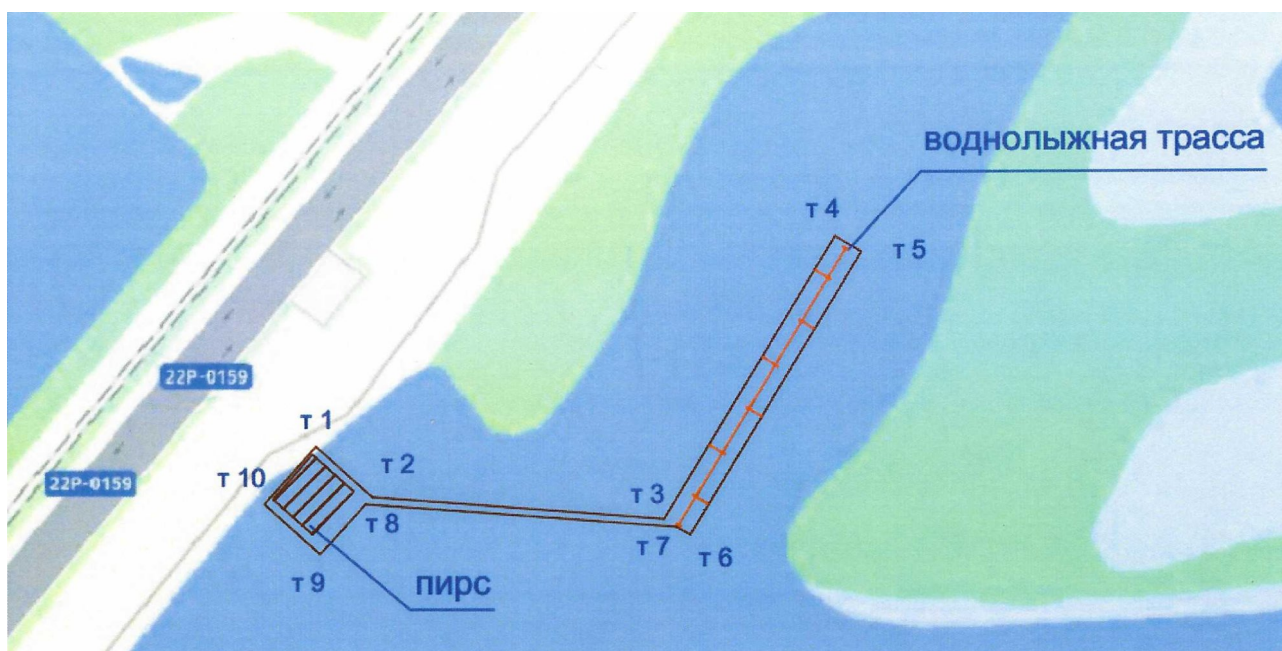 воднолыжная трасса
т 4
т 5
22Р-0159
т 1
т 2
т 10
22Р-0159
т 3
т 8
т 7
т 6
т 9
пирс